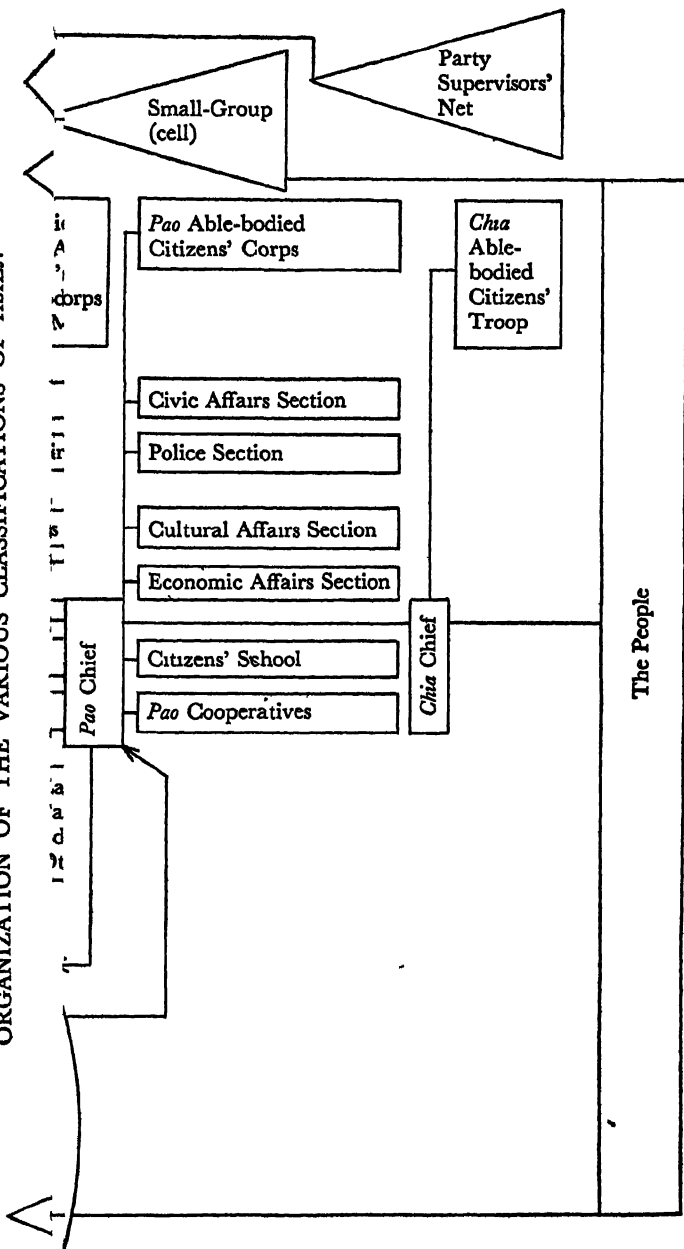 ORGANIZATION OF THE VARIOUS CLASSIFICATIONS OF
Party
Supervisors'
Net
Small-Group
(cell)
Pao Able-bodied
Citizens' Corps
Chia
Able-
bodied
Citizens'
Troop
corps
Civic Affairs Section
Police Section
Cultural Affairs Section
Economic Affairs Section
Pao Chief
Citizens' School
Chia Chief
Pao Cooperatives
The People